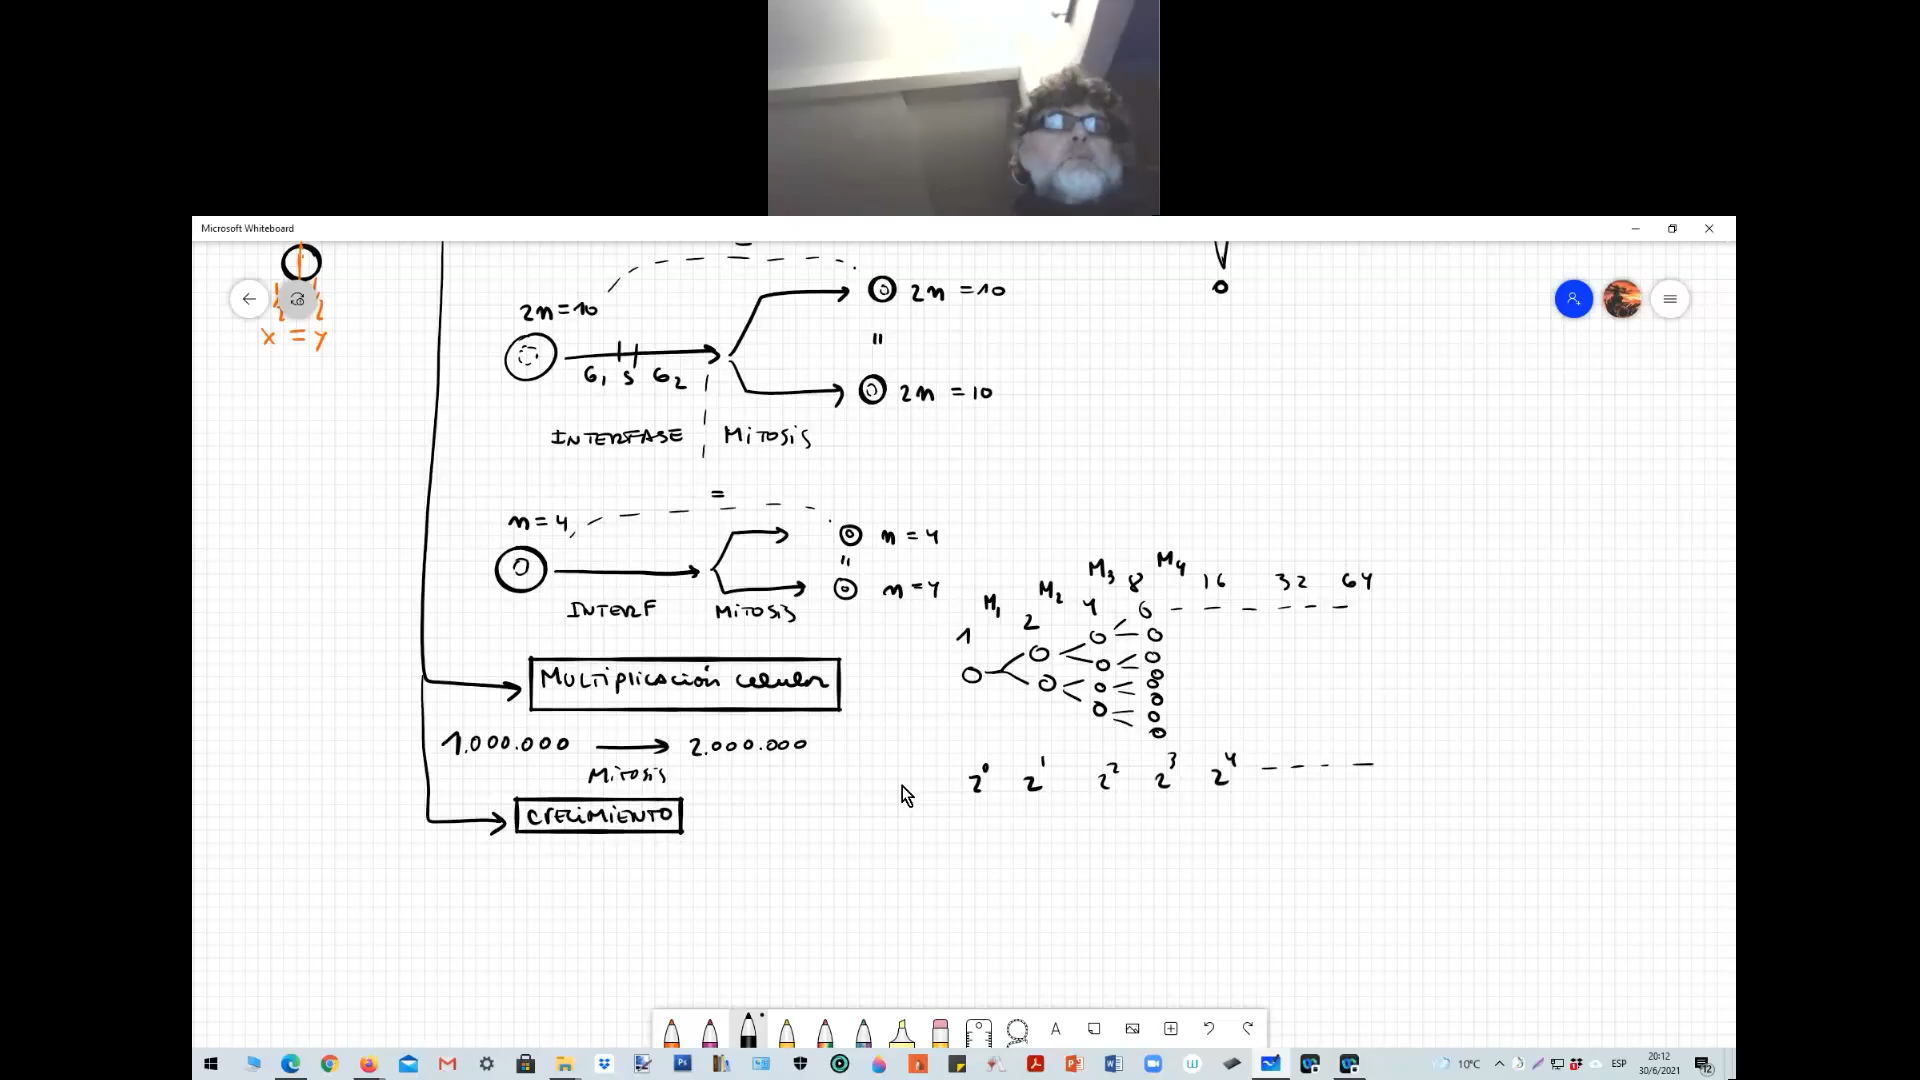 Microsoft Whiteboard
x = y
2n = 10
2n = 10
"
G1 S G2
2n = 10
INTERFASE
MiTOSiS
=
n = 4
n = 4
"
n = 4
INTERF
MiTOSiS
M1 M2 M3 M4
1 2 4 8 16 32 64
MULTIPLICACIÓN CELULAR
1.000.000 → 2.000.000
MiTOSiS
2⁰ 2¹ 2² 2³ 2⁴
CRECIMIENTO
10°C
ESP
20:12
30/6/2021